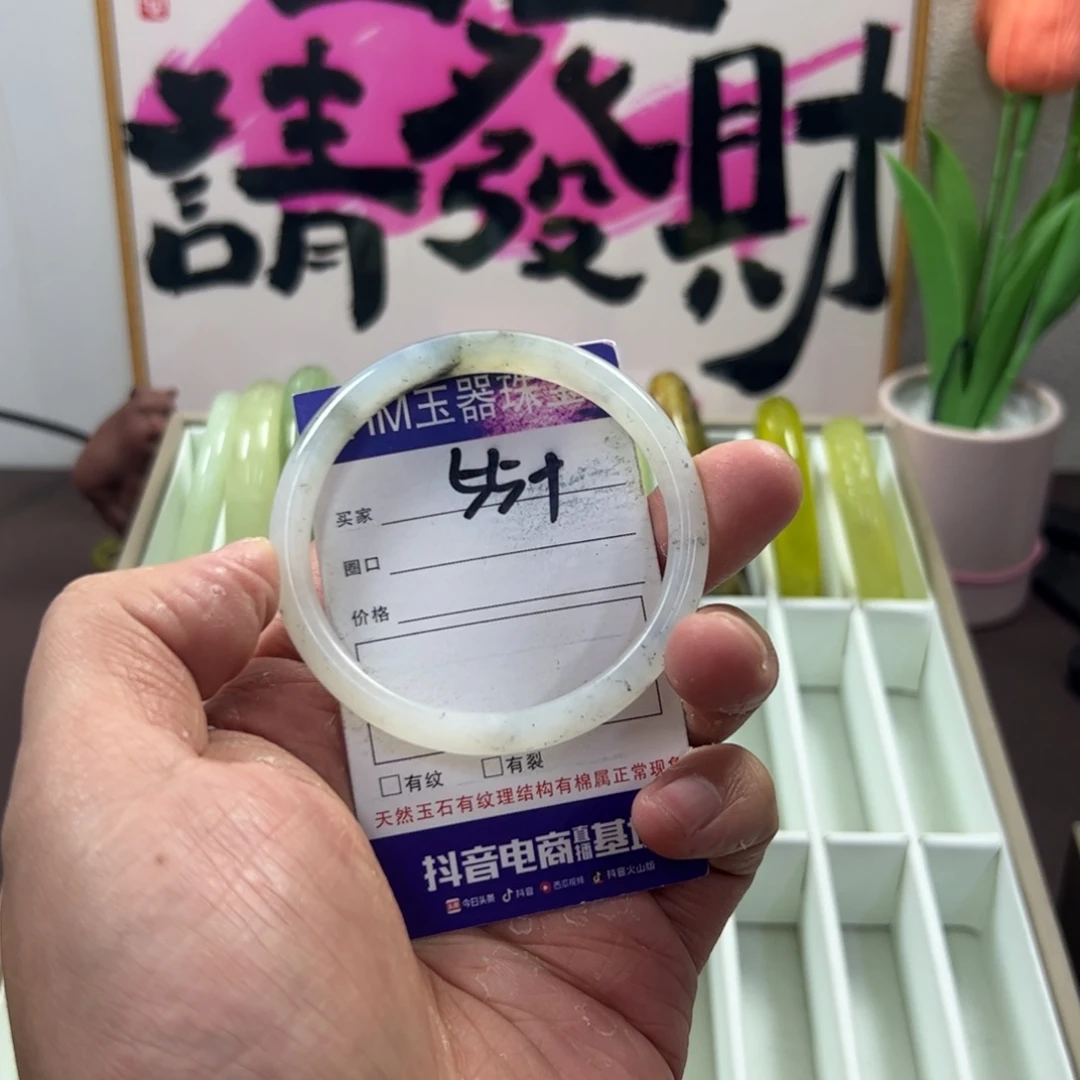 請發財
玉器珠
买家
圈口
价格
有纹 有裂
天然玉石有纹理结构有棉属正常现象
抖音电商直播基地
今日头条 抖音 西瓜视频 抖音火山版